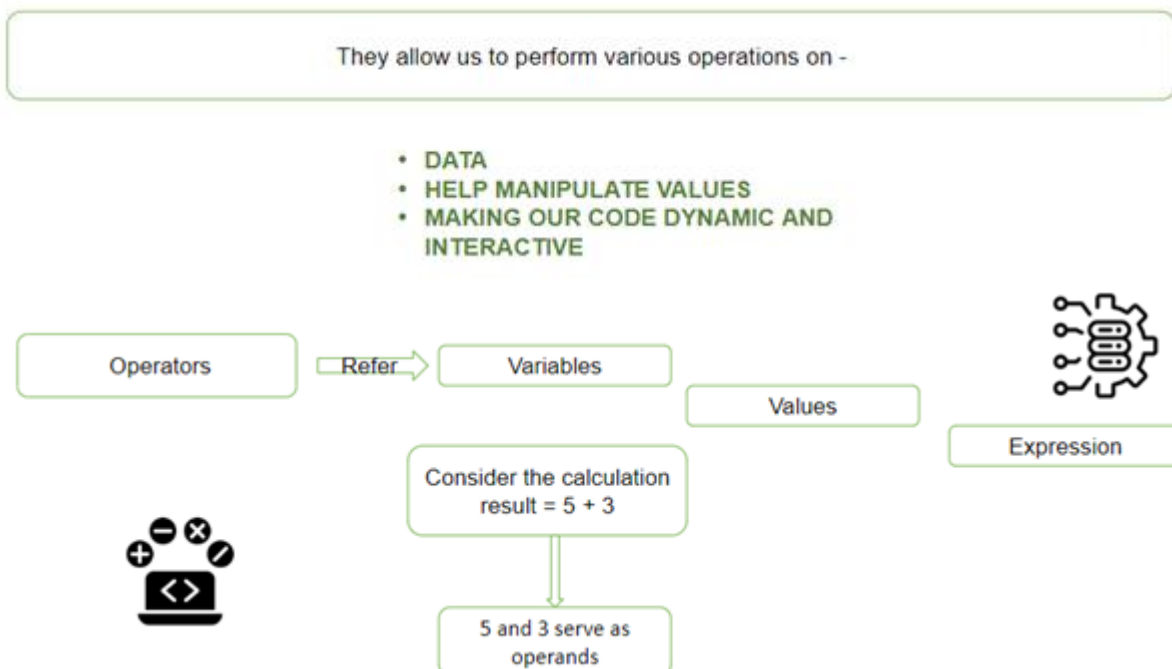 They allow us to perform various operations on -
• DATA
• HELP MANIPULATE VALUES
• MAKING OUR CODE DYNAMIC AND
INTERACTIVE
Operators
Refer
Variables
Values
Expression
Consider the calculation
result = 5 + 3
5 and 3 serve as
operands